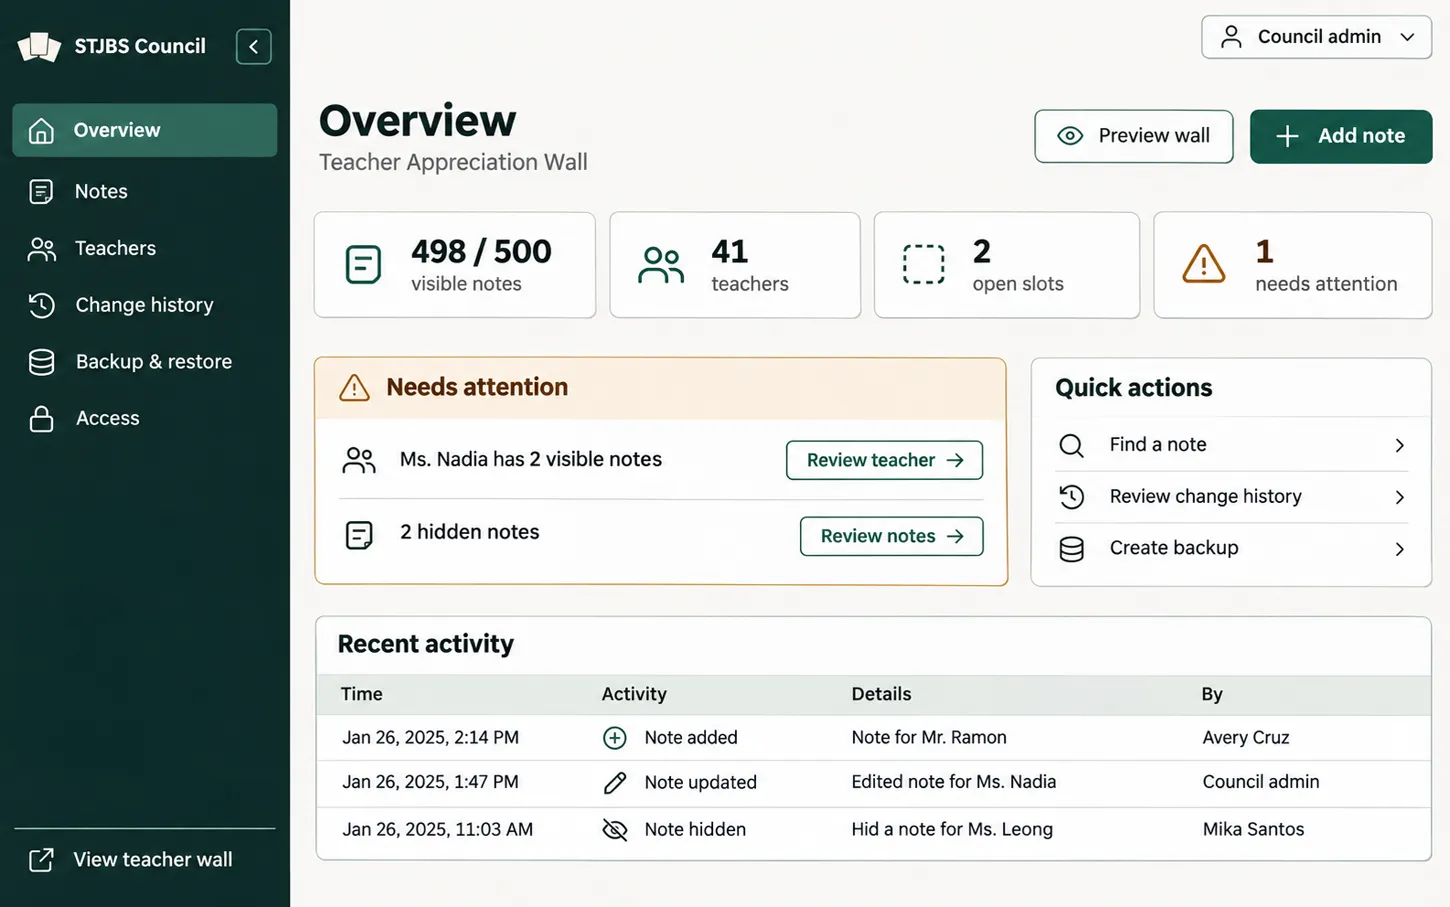 STJBS Council
Overview
Notes
Teachers
Change history
Backup & restore
Access
View teacher wall
Council admin
Overview
Teacher Appreciation Wall
Preview wall
Add note
498 / 500
visible notes
41
teachers
2
open slots
1
needs attention
Needs attention
Ms. Nadia has 2 visible notes
Review teacher →
2 hidden notes
Review notes →
Quick actions
Find a note
Review change history
Create backup
Recent activity
Time Activity Details By
Jan 26, 2025, 2:14 PM Note added Note for Mr. Ramon Avery Cruz
Jan 26, 2025, 1:47 PM Note updated Edited note for Ms. Nadia Council admin
Jan 26, 2025, 11:03 AM Note hidden Hid a note for Ms. Leong Mika Santos